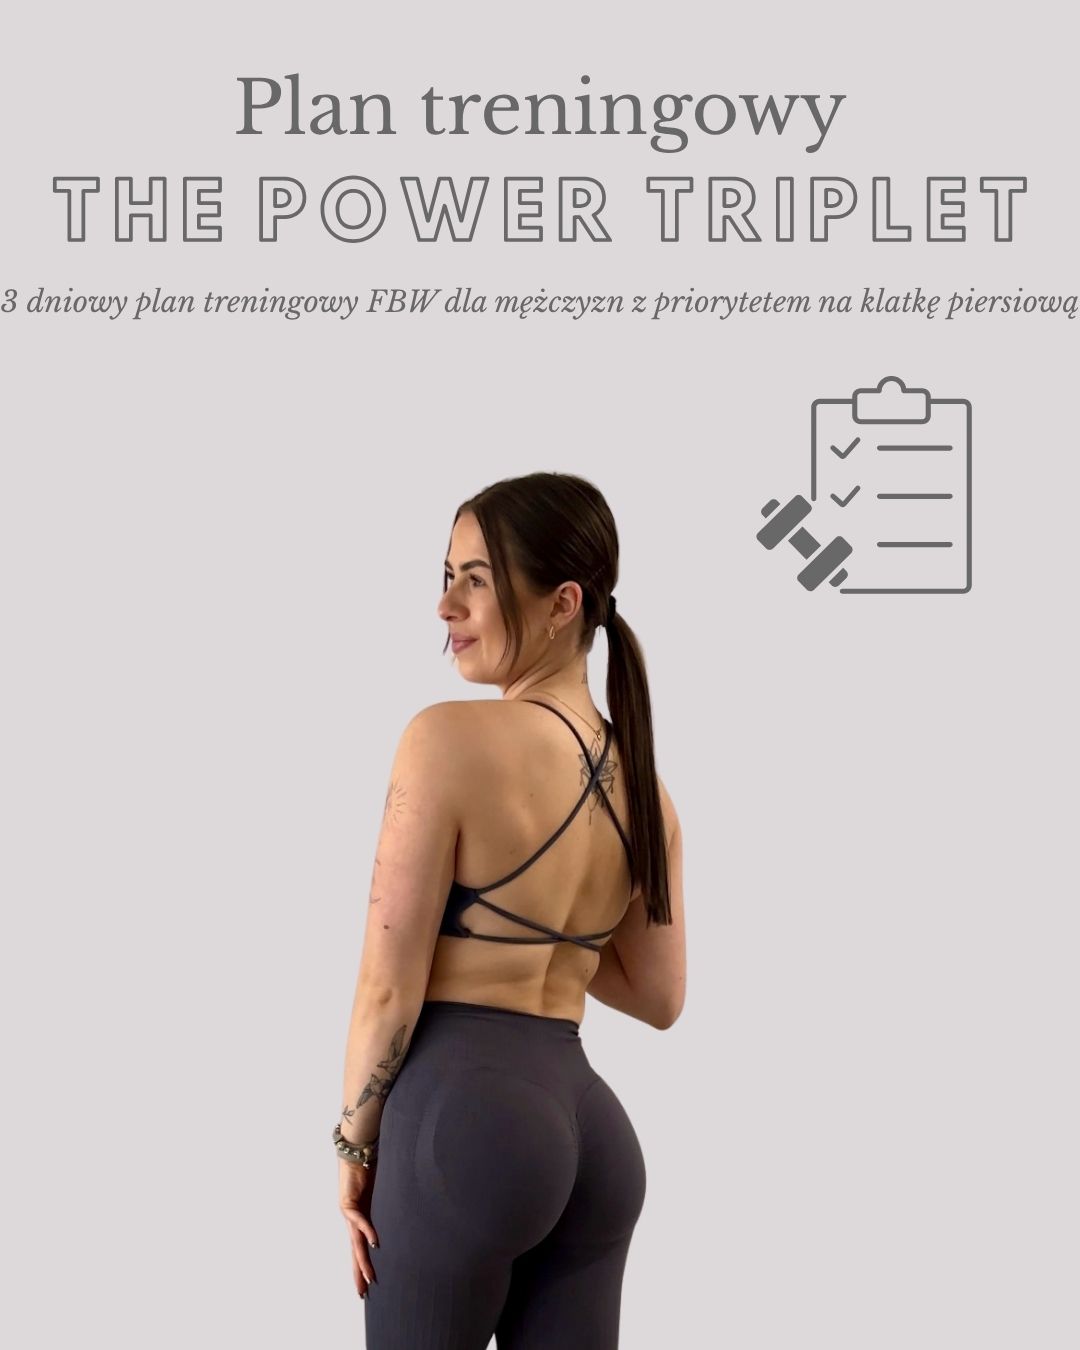 Plan treningowy
THE POWER TRIPLET
3 dniowy plan treningowy FBW dla mężczyzn z priorytetem na klatkę piersiową